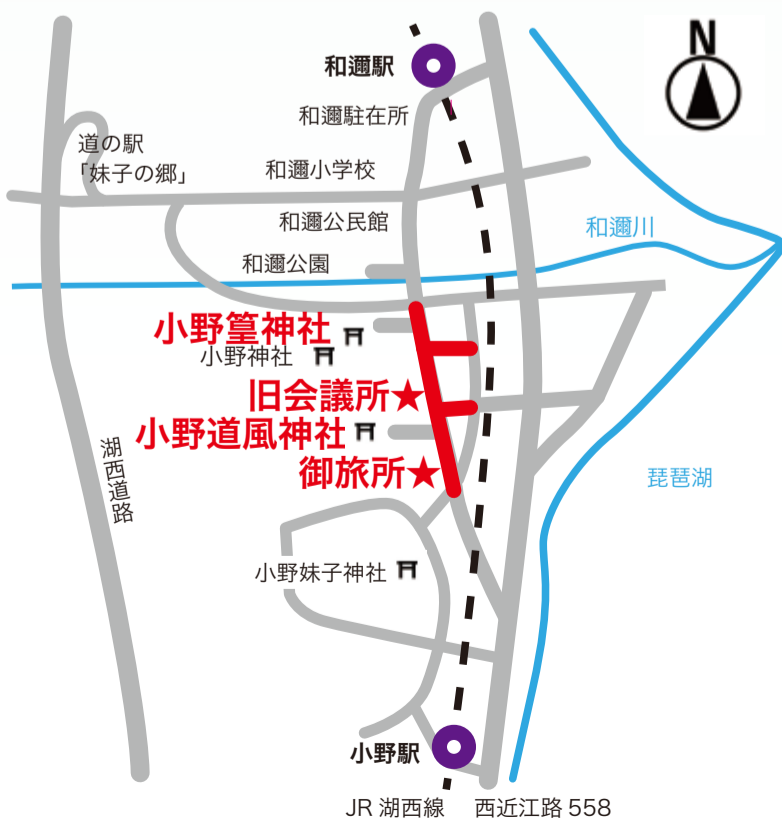 N
和邇駅
和邇駐在所
道の駅
「妹子の郷」
和邇小学校
和邇公民館
和邇川
和邇公園
小野篁神社
小野神社
旧会議所★
小野道風神社
御旅所★
湖西道路
琵琶湖
小野妹子神社
小野駅
JR 湖西線
西近江路 558